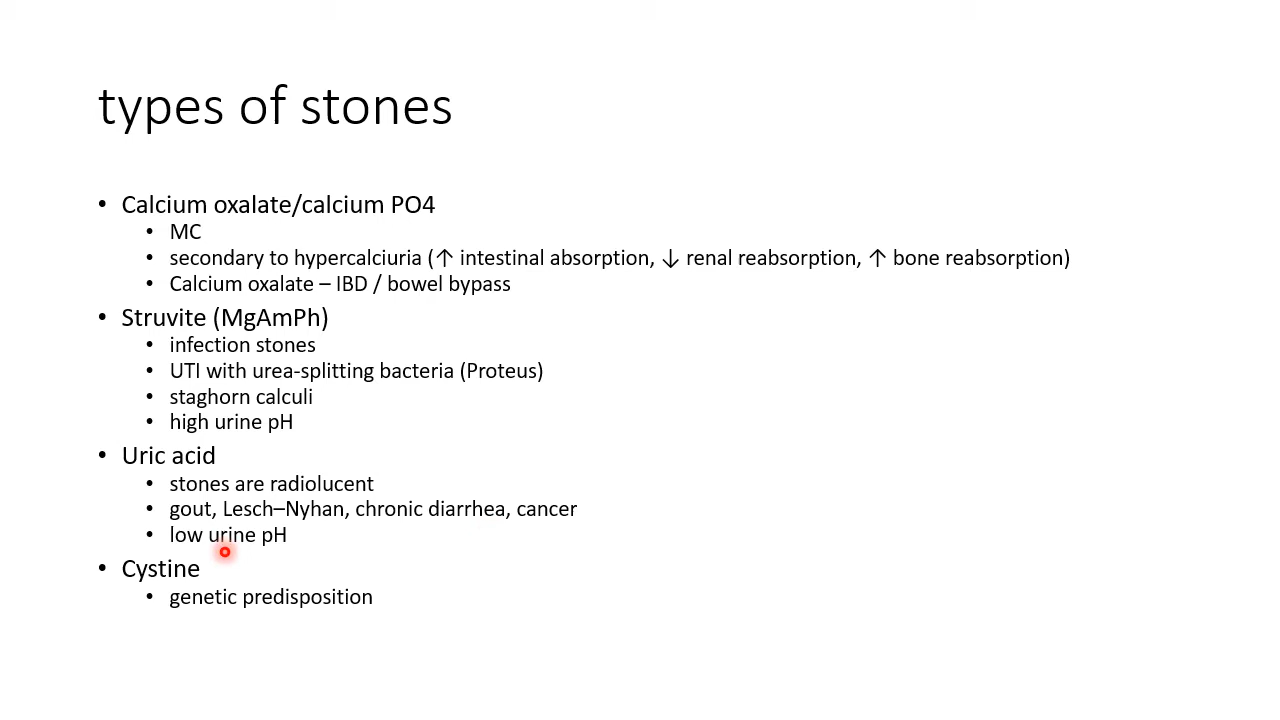 types of stones
• Calcium oxalate/calcium PO4
• MC
• secondary to hypercalciuria (↑ intestinal absorption, ↓ renal reabsorption, ↑ bone reabsorption)
• Calcium oxalate – IBD / bowel bypass
• Struvite (MgAmPh)
• infection stones
• UTI with urea-splitting bacteria (Proteus)
• staghorn calculi
• high urine pH
• Uric acid
• stones are radiolucent
• gout, Lesch–Nyhan, chronic diarrhea, cancer
• low urine pH
• Cystine
• genetic predisposition